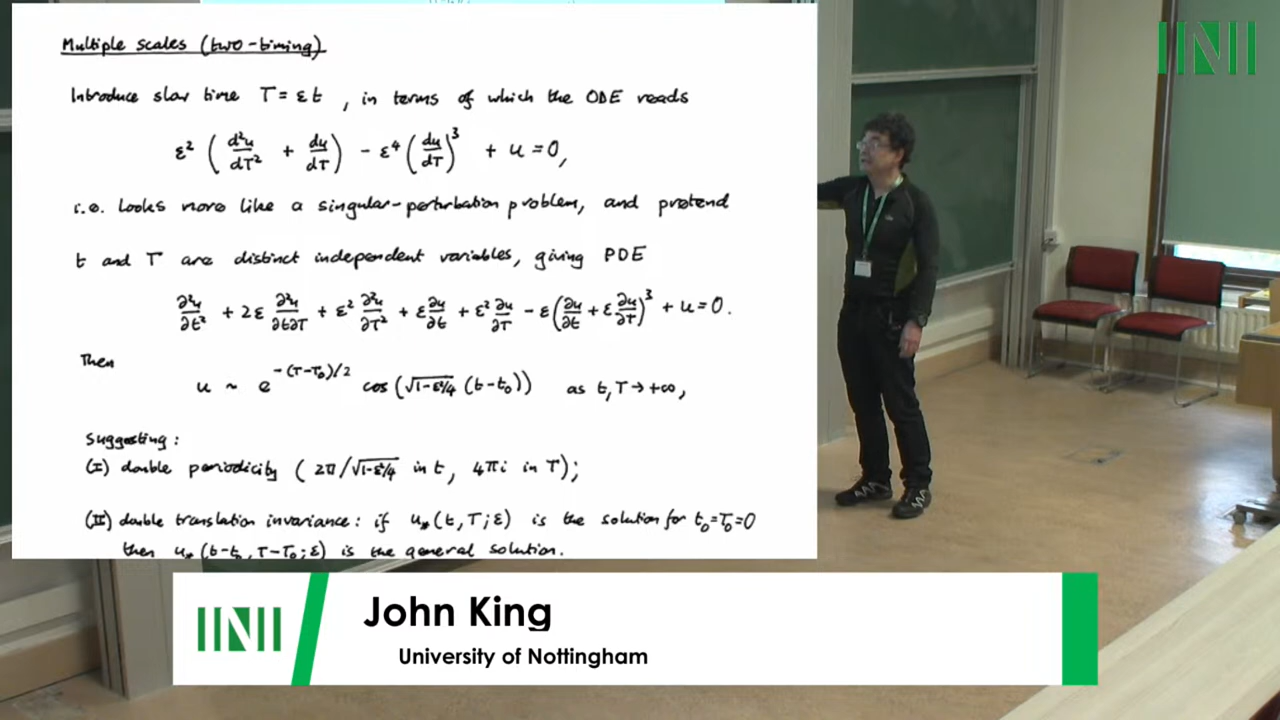 Multiple scales (two-timing)
Introduce slow time T = εt , in terms of which the ODE reads
ε² ( d²u/dT² + du/dT ) - ε⁴ ( du/dT )³ + u = 0,
i.e. looks more like a singular-perturbation problem, and pretend
t and T are distinct independent variables, giving PDE
∂²u/∂t² + 2ε ∂²u/∂t∂T + ε² ∂²u/∂T² + ε ∂u/∂t + ε² ∂u/∂T - ε ( ∂u/∂t + ε ∂u/∂T )³ + u = 0.
Then
u ~ e^{-(T-T₀)/2} cos (√(1-ε²/4) (t-t₀)) as t, T → +∞,
Suggesting:
(I) double periodicity ( 2π/√(1-ε²/4) in t, 4πi in T);
(II) double translation invariance: if u*(t,T;ε) is the solution for t₀=T₀=0
then u*(t-t₀, T-T₀; ε) is the general solution.
John King
University of Nottingham